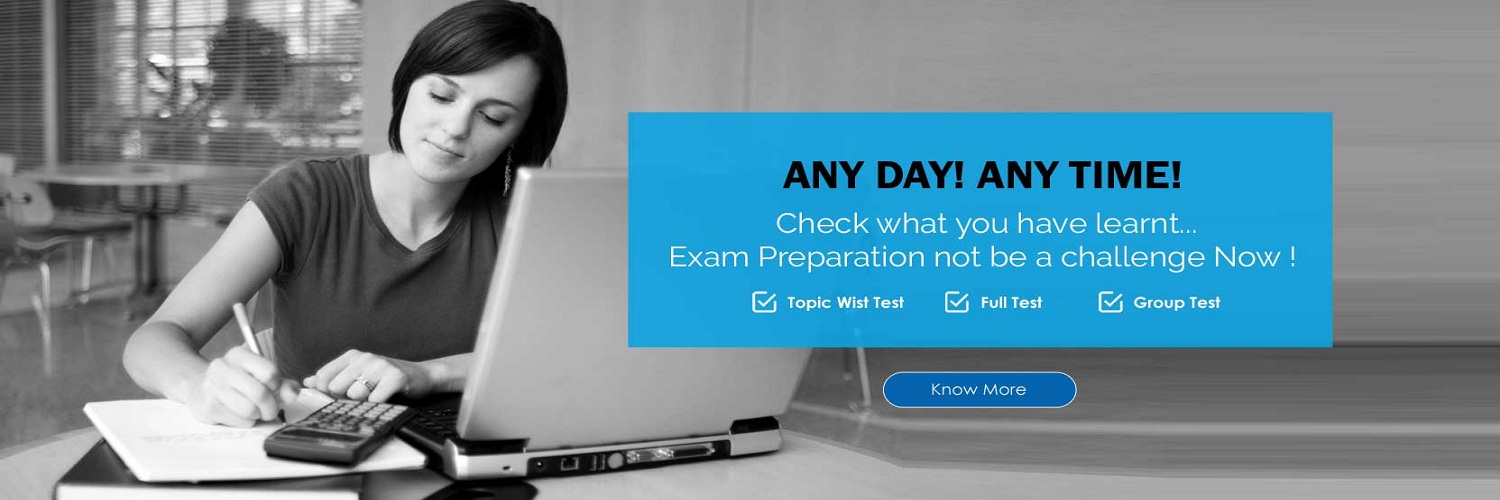 ANY DAY! ANY TIME!
Check what you have learnt...
Exam Preparation not be a challenge Now !
Topic Wist Test Full Test Group Test
Know More